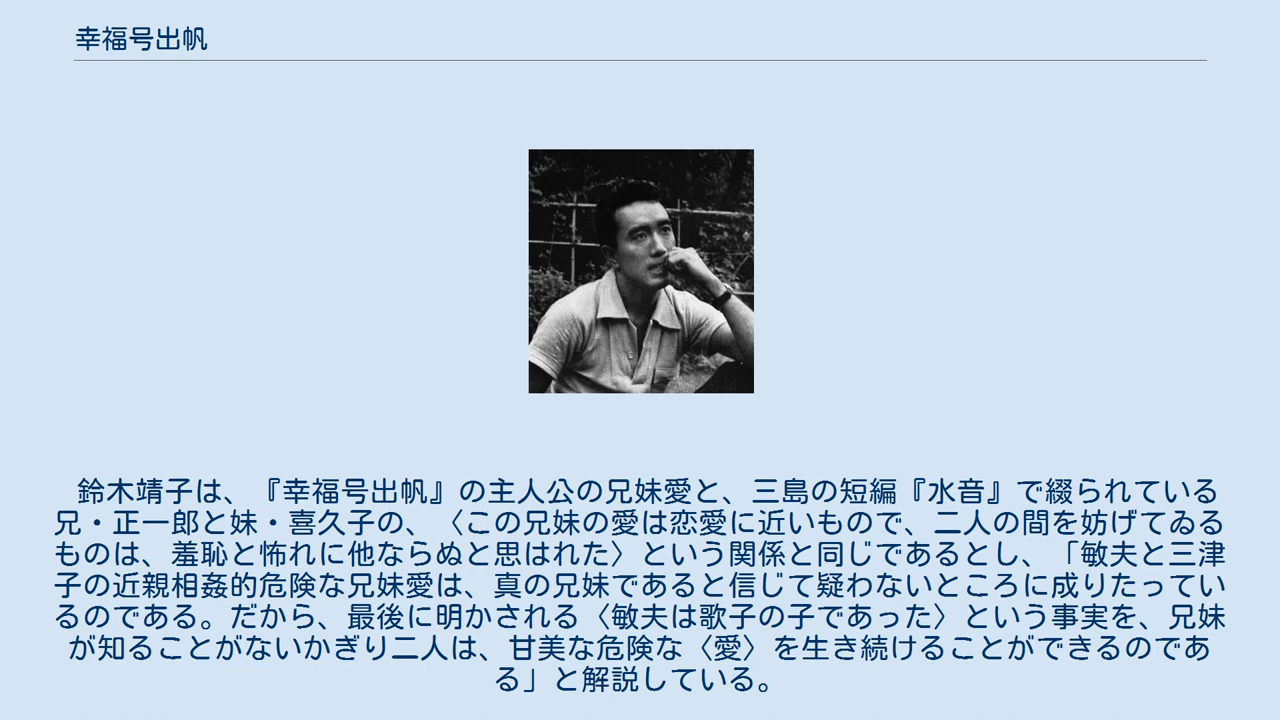 幸福号出帆
鈴木靖子は、『幸福号出帆』の主人公の兄妹愛と、三島の短編『水音』で綴られている
兄・正一郎と妹・喜久子の、〈この兄妹の愛は恋愛に近いもので、二人の間を妨げてゐる
ものは、羞恥と怖れに他ならぬと思はれた〉という関係と同じであるとし、「敏夫と三津
子の近親相姦的危険な兄妹愛は、真の兄妹であると信じて疑わないところに成りたってい
るのである。だから、最後に明かされる〈敏夫は歌子の子であった〉という事実を、兄妹
が知ることがないかぎり二人は、甘美な危険な〈愛〉を生き続けることができるのであ
る」と解説している。